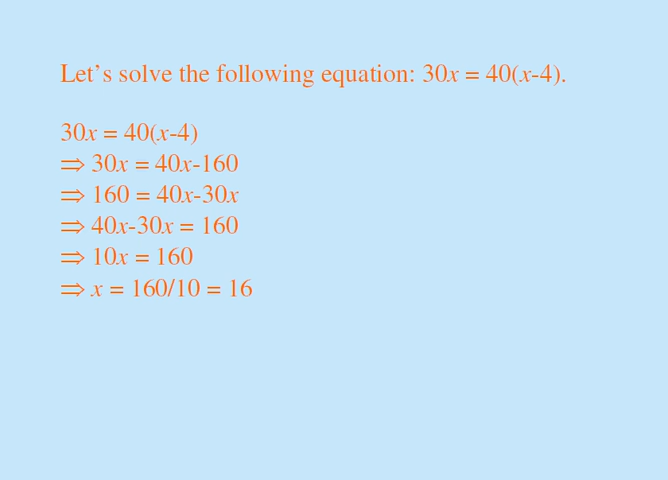 Let’s solve the following equation: 30x = 40(x-4).
30x = 40(x-4)
⇒ 30x = 40x-160
⇒ 160 = 40x-30x
⇒ 40x-30x = 160
⇒ 10x = 160
⇒ x = 160/10 = 16